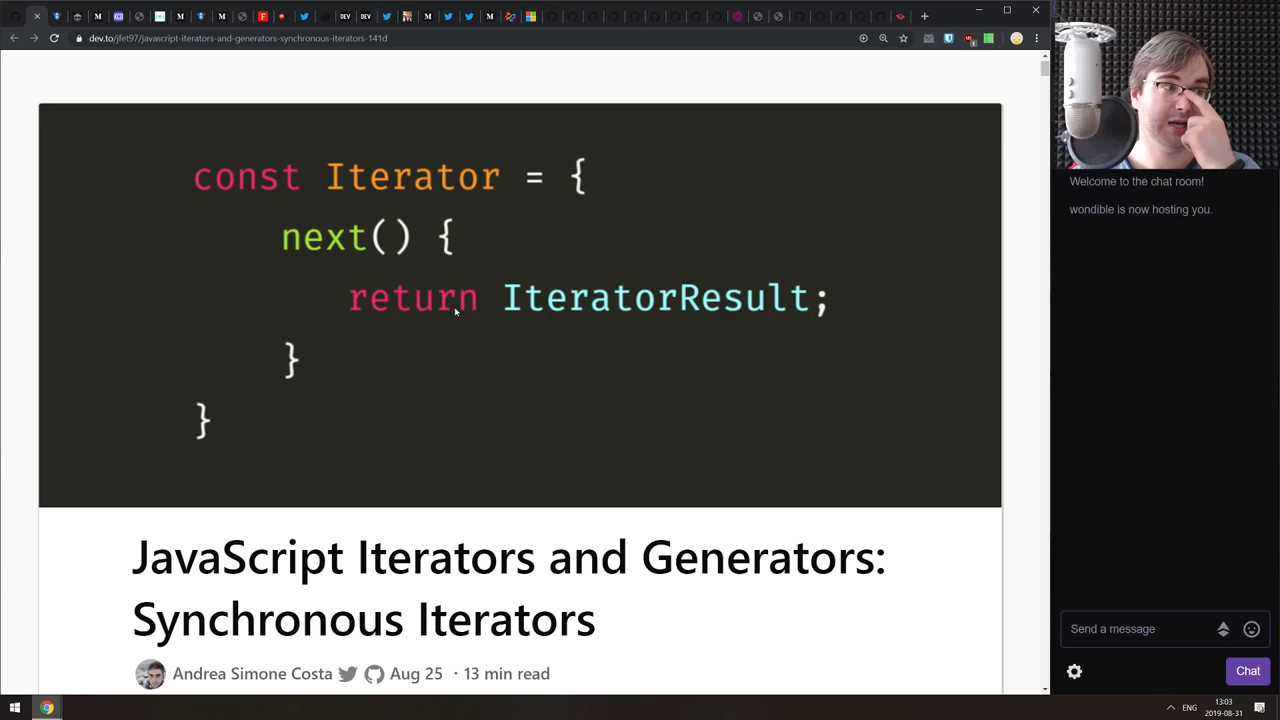 DEV
DEV
dev.to/jfet97/javascript-iterators-and-generators-synchronous-iterators-141d
const Iterator = {
next() {
return IteratorResult;
}
}
JavaScript Iterators and Generators:
Synchronous Iterators
Andrea Simone Costa Aug 25 · 13 min read
Welcome to the chat room!
wondible is now hosting you.
Send a message
Chat
ENG
13:03
2019-08-31